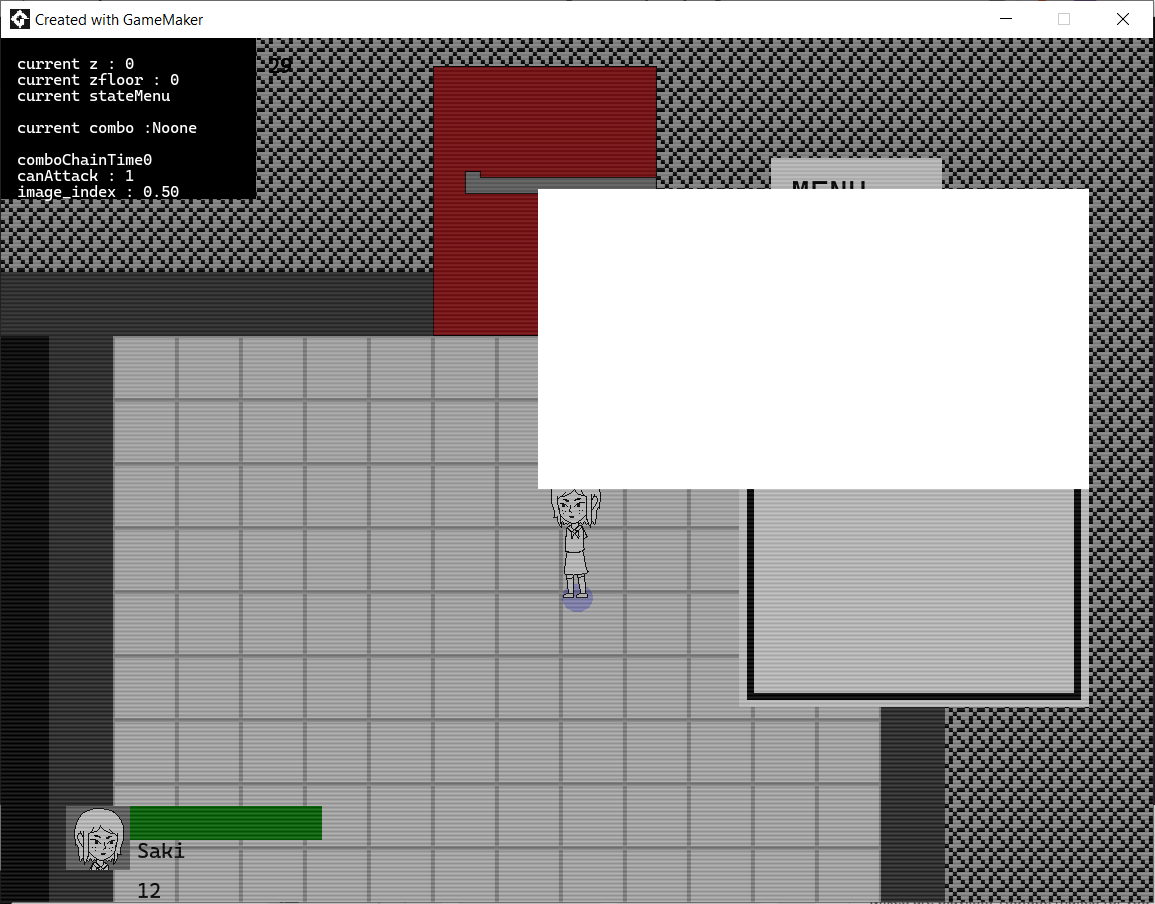 Created with GameMaker
current z : 0
current zfloor : 0
current stateMenu
current combo :Noone
comboChainTime0
canAttack : 1
image_index : 0.50
29
MENU
Saki
12